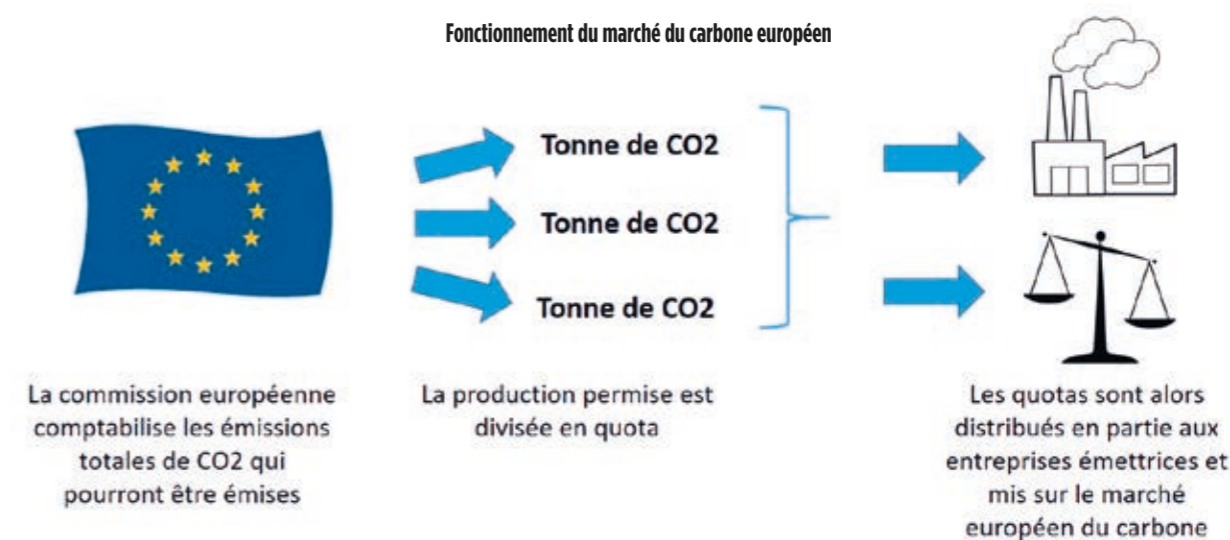 Fonctionnement du marché du carbone européen
Tonne de CO2
Tonne de CO2
Tonne de CO2
La commission européenne
comptabilise les émissions
totales de CO2 qui
pourront être émises
La production permise est
divisée en quota
Les quotas sont alors
distribués en partie aux
entreprises émettrices et
mis sur le marché
européen du carbone